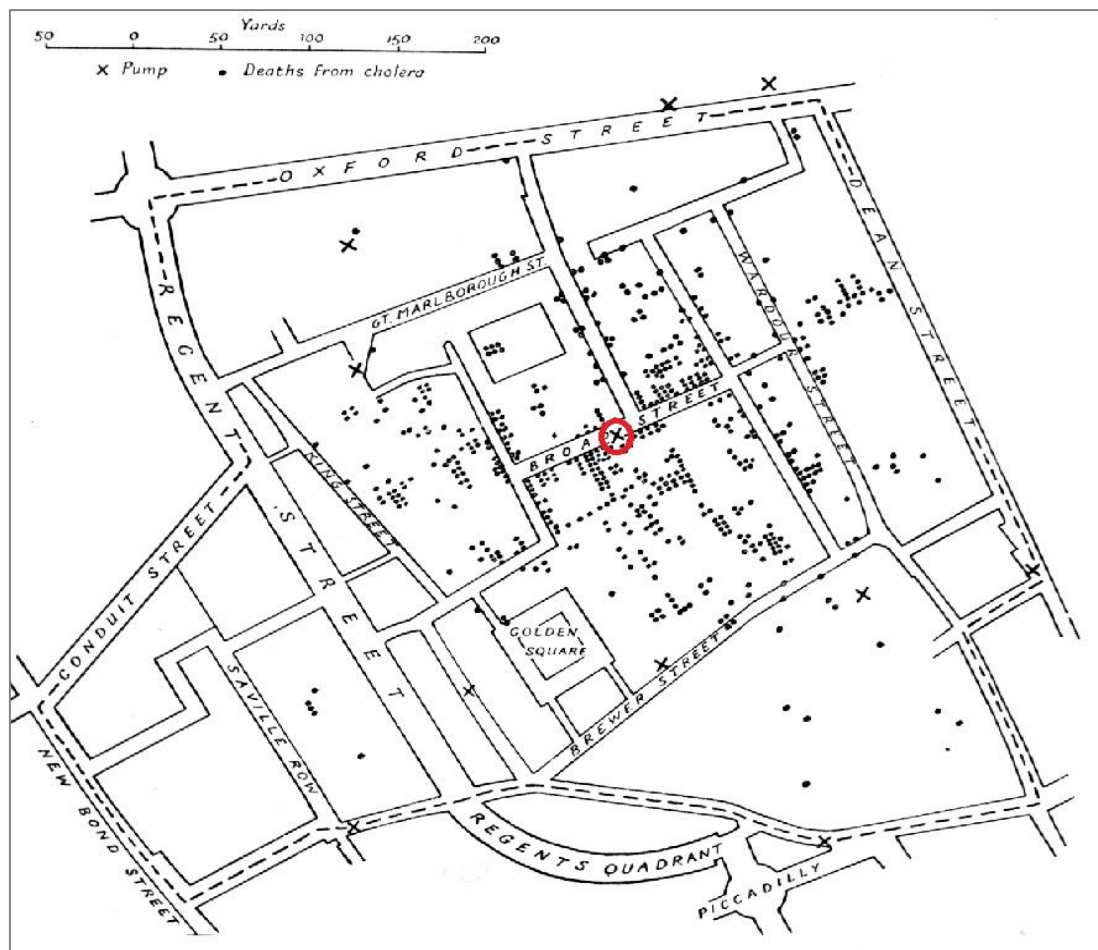 Yards
50 0 50 100 150 200
Pump Deaths from cholera
OXFORD STREET
REGENT STREET
GT. MARLBOROUGH ST.
WARDOUR STREET
DEAN STREET
BROAD STREET
KING STREET
CONDUIT STREET
GOLDEN
SQUARE
BREWER STREET
SAVILLE ROW
NEW BOND STREET
REGENTS QUADRANT
PICCADILLY